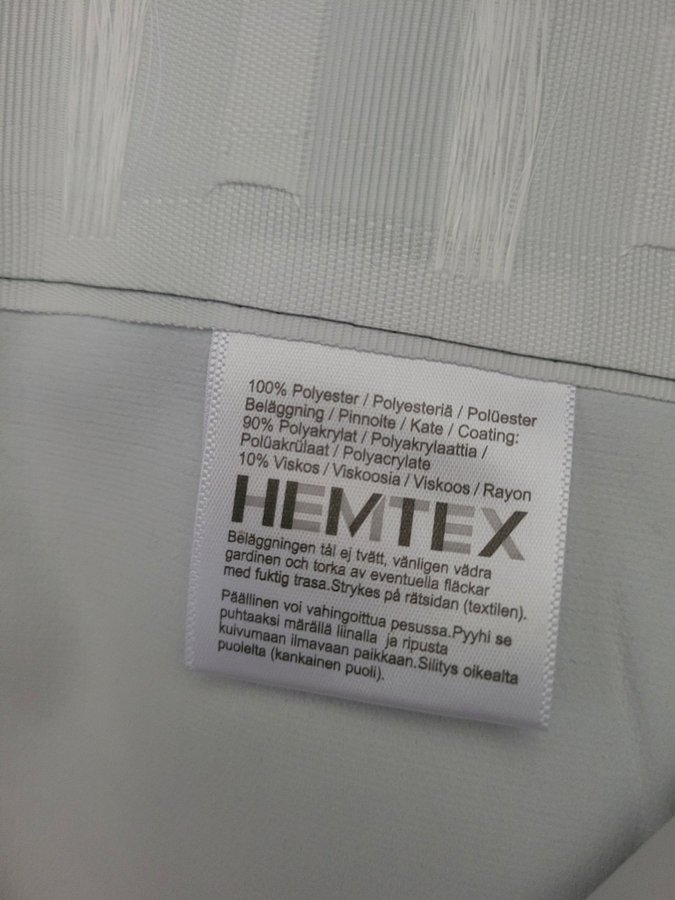 100% Polyester / Polyesteriä / Polüester
Beläggning / Pinnoite / Kate / Coating:
90% Polyakrylat / Polyakrylaattia /
Polüakrülaat / Polyacrylate
10% Viskos / Viskoosia / Viskoos / Rayon
HEMTEX
Beläggningen tål ej tvätt, vänligen vädra
gardinen och torka av eventuella fläckar
med fuktig trasa.Strykes på rätsidan (textilen).
Päällinen voi vahingoittua pesussa.Pyyhi se
puhtaaksi märällä liinalla ja ripusta
kuivumaan ilmavaan paikkaan.Silitys oikealta
puolelta (kankainen puoli).